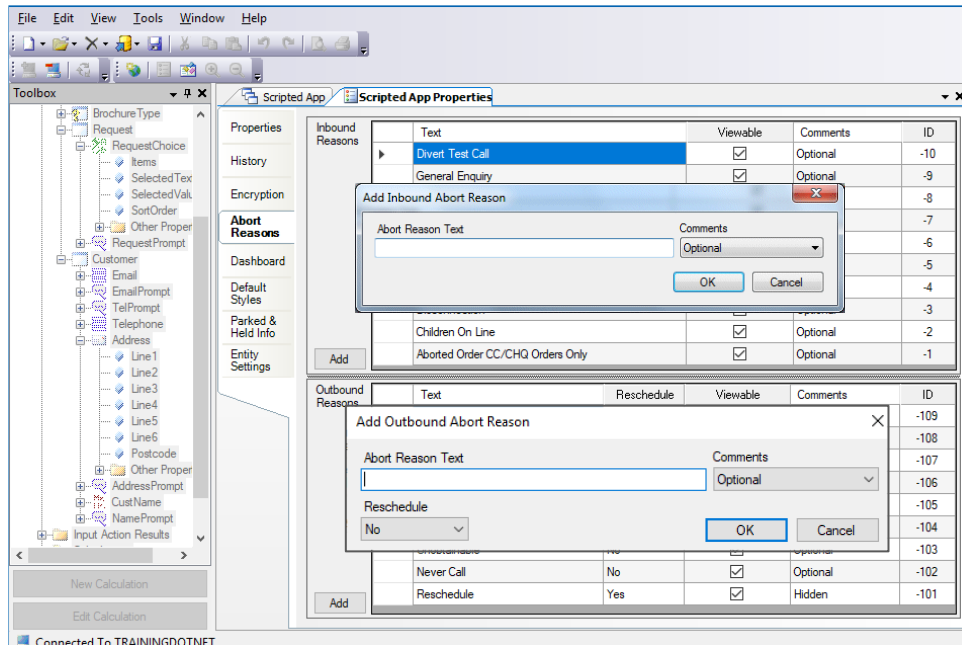 File Edit View Tools Window Help
Toolbox
Scripted App Scripted App Properties
BrochureType
Request
RequestChoice
Items
SelectedTex
SelectedValu
SortOrder
Other Proper
RequestPrompt
Customer
Email
EmailPrompt
TelPrompt
Telephone
Address
Line1
Line2
Line3
Line4
Line5
Line6
Postcode
Other Proper
AddressPrompt
CustName
NamePrompt
Input Action Results
New Calculation
Edit Calculation
Connected To TRAININGDOTNET
Properties
History
Encryption
Abort
Reasons
Dashboard
Default
Styles
Parked &
Held Info
Entity
Settings
Inbound
Reasons
Text Viewable Comments ID
Divert Test Call Optional -10
General Enquiry Optional -9
-8
-7
-6
-5
-4
-3
Children On Line Optional -2
Aborted Order CC/CHQ Orders Only Optional -1
Add
Add Inbound Abort Reason
Abort Reason Text Comments
Optional
OK Cancel
Outbound
Reasons
Text Reschedule Viewable Comments ID
-109
-108
-107
-106
-105
-104
-103
Never Call No Optional -102
Reschedule Yes Hidden -101
Add
Add Outbound Abort Reason
Abort Reason Text Comments
Optional
Reschedule
No
OK Cancel